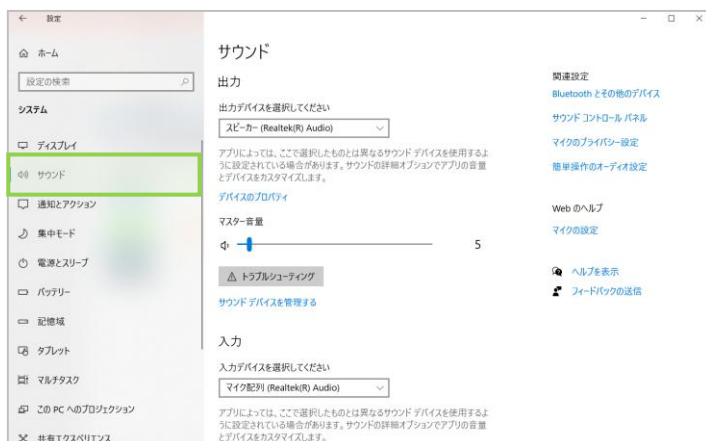 設定
ホーム
設定の検索
システム
ディスプレイ
サウンド
通知とアクション
集中モード
電源とスリープ
バッテリー
記憶域
タブレット
マルチタスク
この PC へのプロジェクション
共有エクスペリエンス
サウンド
出力
出力デバイスを選択してください
スピーカー (Realtek(R) Audio)
アプリによっては、ここで選択したものとは異なるサウンド デバイスを使用するよ
うに設定されている場合があります。サウンドの詳細オプションでアプリの音量
とデバイスをカスタマイズします。
デバイスのプロパティ
マスター音量
5
トラブルシューティング
サウンド デバイスを管理する
入力
入力デバイスを選択してください
マイク配列 (Realtek(R) Audio)
アプリによっては、ここで選択したものとは異なるサウンド デバイスを使用するよ
うに設定されている場合があります。サウンドの詳細オプションでアプリの音量
とデバイスをカスタマイズします。
関連設定
Bluetooth とその他のデバイス
サウンド コントロール パネル
マイクのプライバシー設定
簡単操作のオーディオ設定
Web のヘルプ
マイクの設定
ヘルプを表示
フィードバックの送信